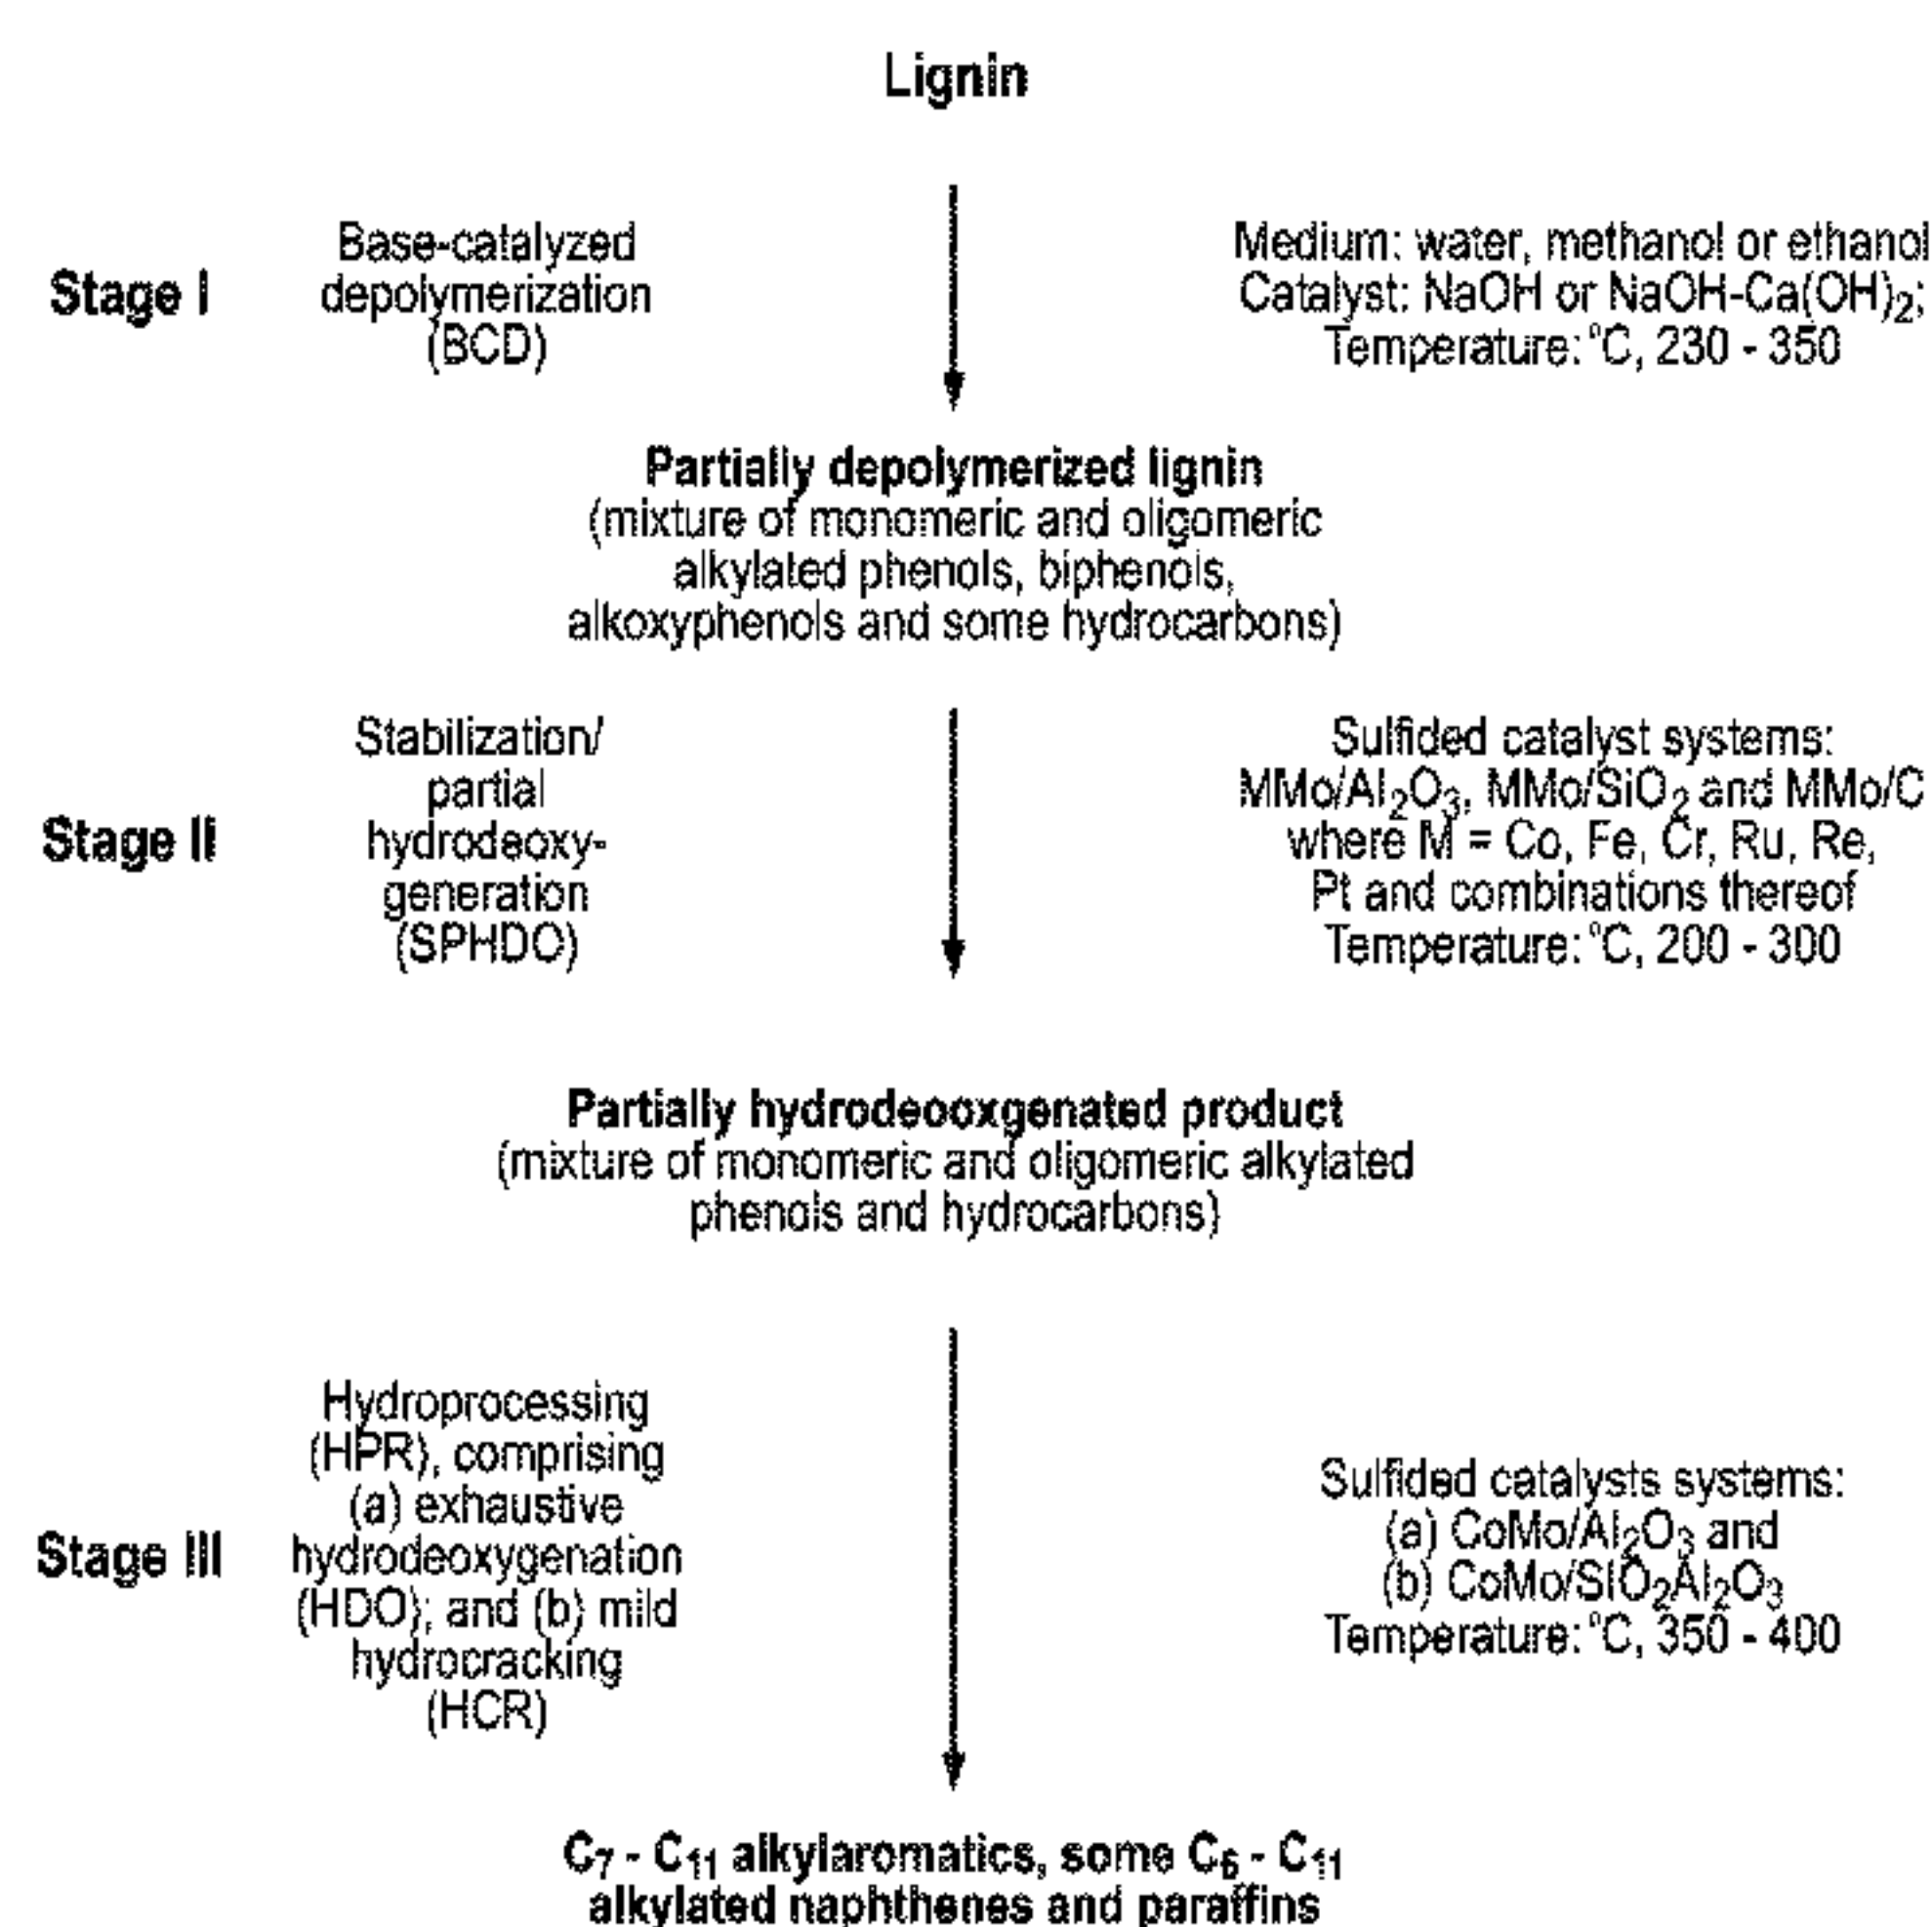 Lignin
Stage I
Base-catalyzed
depolymerization
(BCD)
Medium: water, methanol or ethanol
Catalyst: NaOH or NaOH-Ca(OH)₂;
Temperature: °C, 230 - 350
Partially depolymerized lignin
(mixture of monomeric and oligomeric
alkylated phenols, biphenols,
alkoxyphenols and some hydrocarbons)
Stage II
Stabilization/
partial
hydrodeoxy-
generation
(SPHDO)
Sulfided catalyst systems:
MMo/Al₂O₃, MMo/SiO₂ and MMo/C
where M = Co, Fe, Cr, Ru, Re,
Pt and combinations thereof
Temperature: °C, 200 - 300
Partially hydrodeooxgenated product
(mixture of monomeric and oligomeric alkylated
phenols and hydrocarbons)
Stage III
Hydroprocessing
(HPR), comprising
(a) exhaustive
hydrodeoxygenation
(HDO); and (b) mild
hydrocracking
(HCR)
Sulfided catalysts systems:
(a) CoMo/Al₂O₃ and
(b) CoMo/SIO₂Al₂O₃
Temperature: °C, 350 - 400
C₇ - C₁₁ alkylaromatics, some C₆ - C₁₁
alkylated naphthenes and paraffins